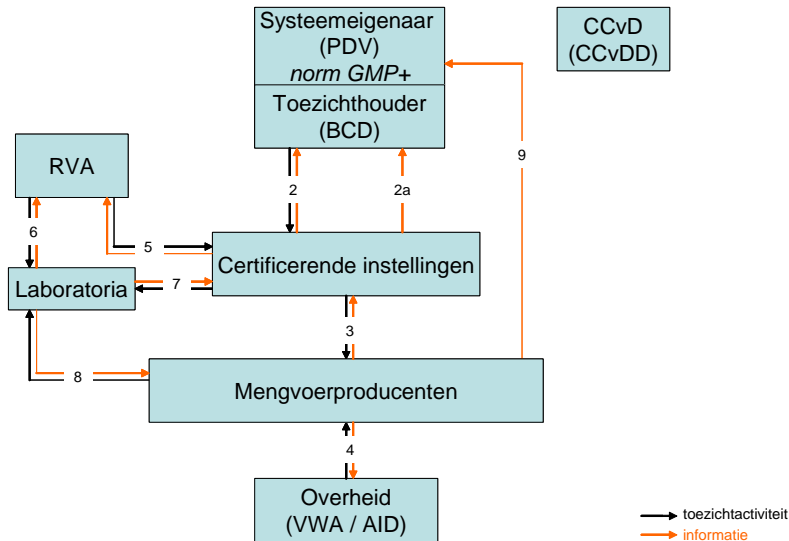 Systeemeigenaar
(PDV)
norm GMP+
Toezichthouder
(BCD)
CCvD
(CCvDD)
9
RVA
2
2a
6
5
Certificerende instellingen
Laboratoria
7
3
8
Mengvoerproducenten
4
Overheid
(VWA / AID)
toezichtactiviteit
informatie